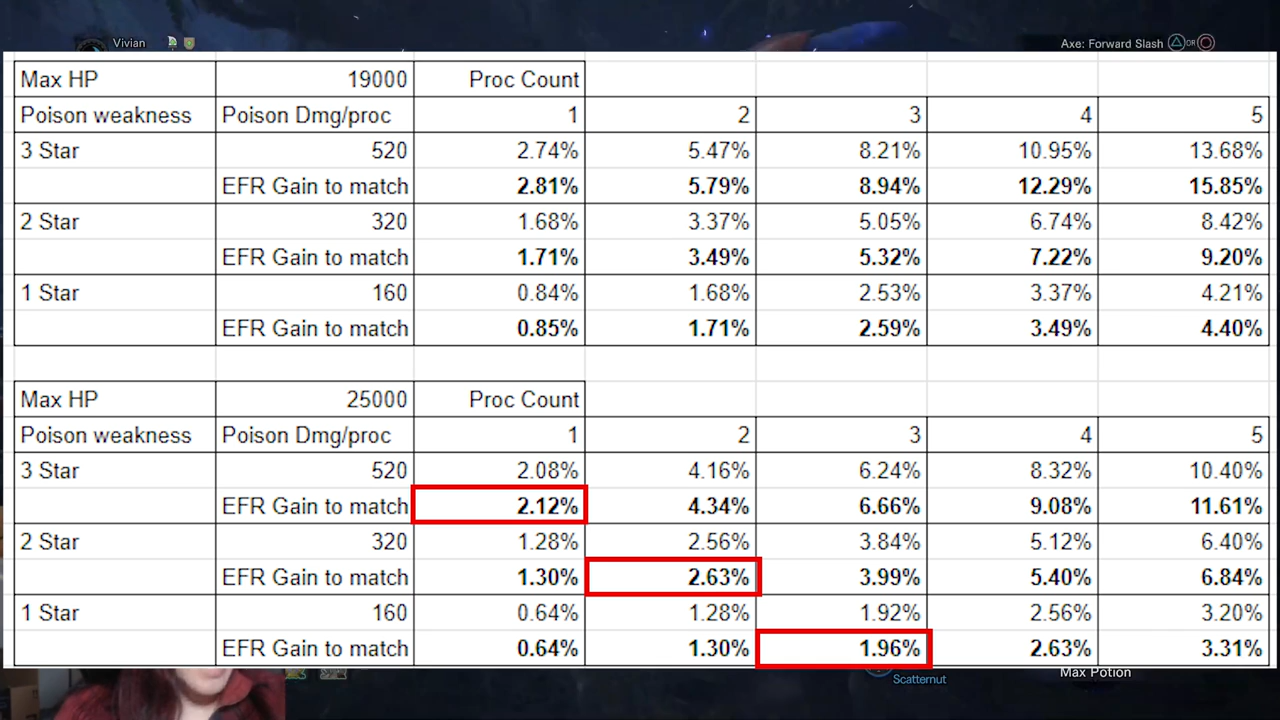 Vivian
Axe: Forward Slash OR
Max HP 19000 Proc Count
Poison weakness Poison Dmg/proc 1 2 3 4 5
3 Star 520 2.74% 5.47% 8.21% 10.95% 13.68%
EFR Gain to match 2.81% 5.79% 8.94% 12.29% 15.85%
2 Star 320 1.68% 3.37% 5.05% 6.74% 8.42%
EFR Gain to match 1.71% 3.49% 5.32% 7.22% 9.20%
1 Star 160 0.84% 1.68% 2.53% 3.37% 4.21%
EFR Gain to match 0.85% 1.71% 2.59% 3.49% 4.40%
Max HP 25000 Proc Count
Poison weakness Poison Dmg/proc 1 2 3 4 5
3 Star 520 2.08% 4.16% 6.24% 8.32% 10.40%
EFR Gain to match 2.12% 4.34% 6.66% 9.08% 11.61%
2 Star 320 1.28% 2.56% 3.84% 5.12% 6.40%
EFR Gain to match 1.30% 2.63% 3.99% 5.40% 6.84%
1 Star 160 0.64% 1.28% 1.92% 2.56% 3.20%
EFR Gain to match 0.64% 1.30% 1.96% 2.63% 3.31%
Scatternut
Max Potion